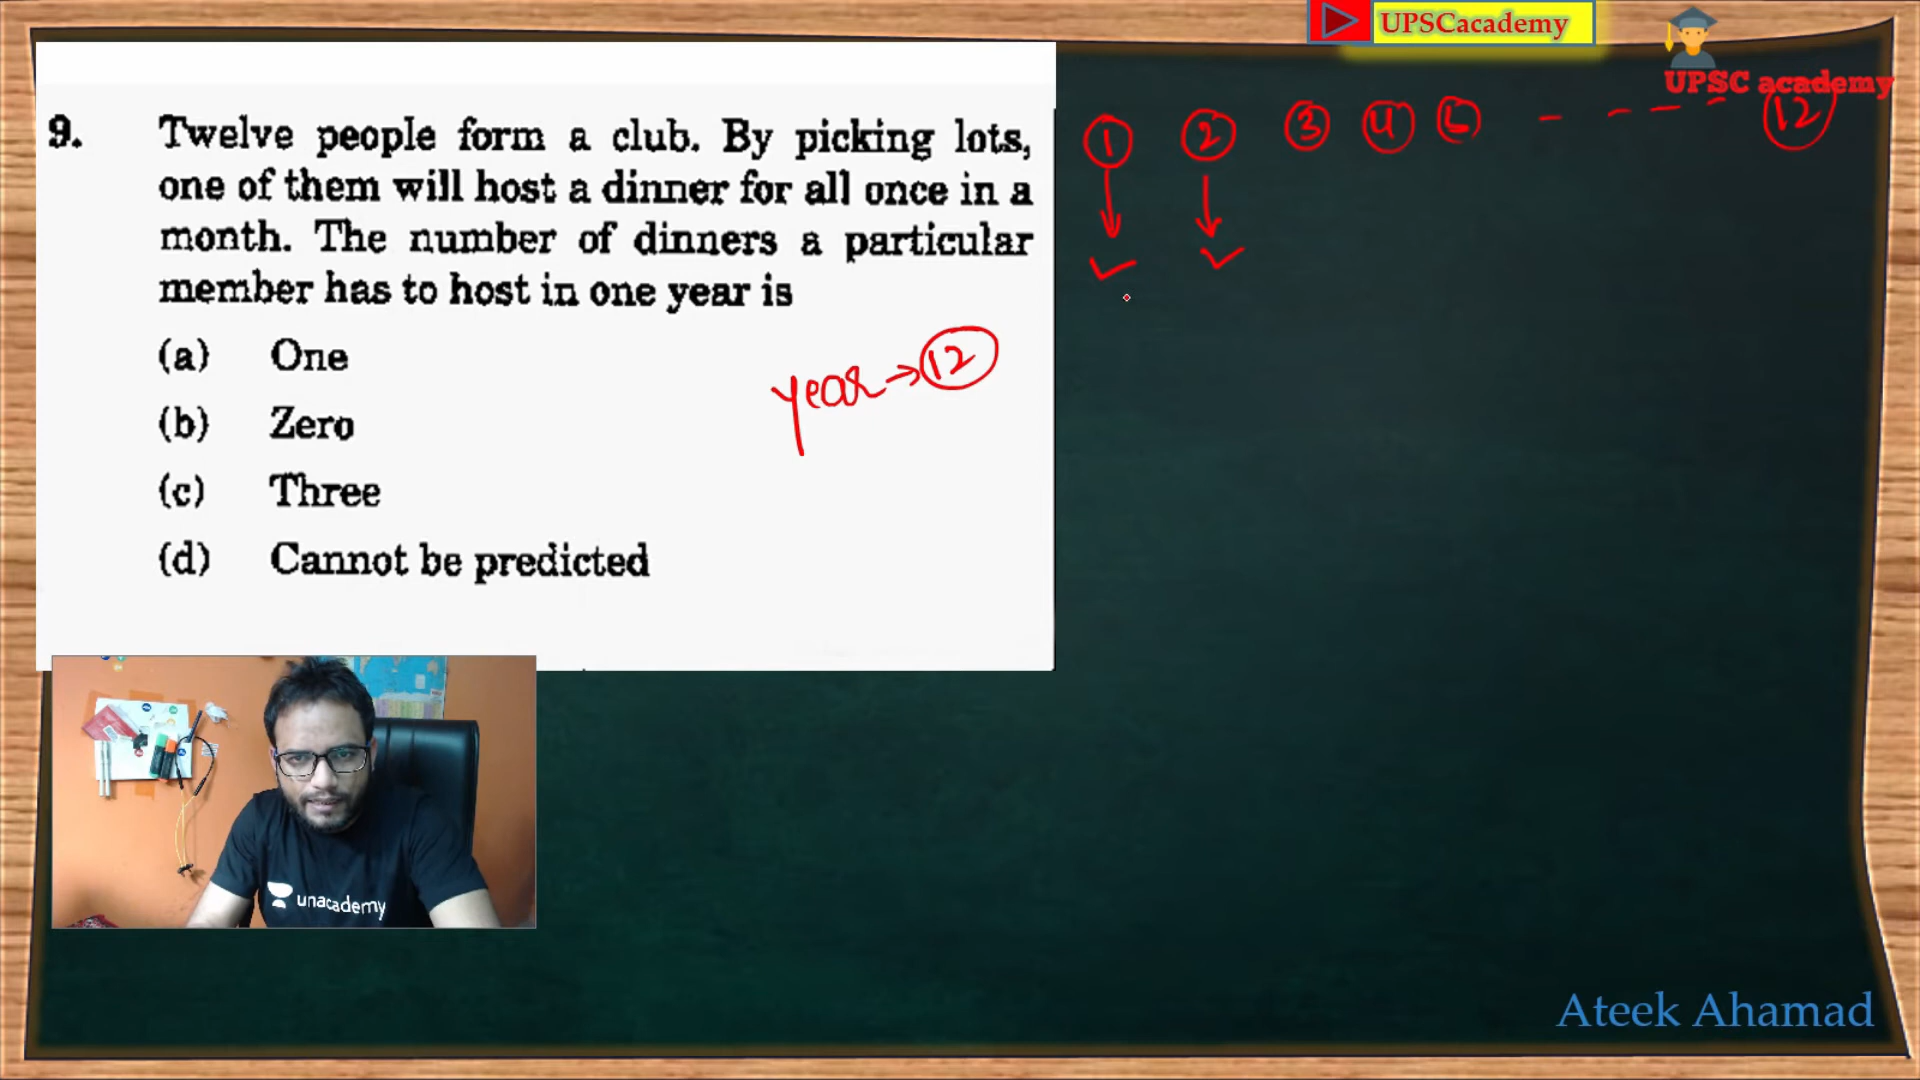 UPSCacademy
UPSC academy
9. Twelve people form a club. By picking lots,
one of them will host a dinner for all once in a
month. The number of dinners a particular
member has to host in one year is
(a) One
(b) Zero
(c) Three
(d) Cannot be predicted
year → 12
1 2 3 4 5 - - - - 12
unacademy
Ateek Ahamad